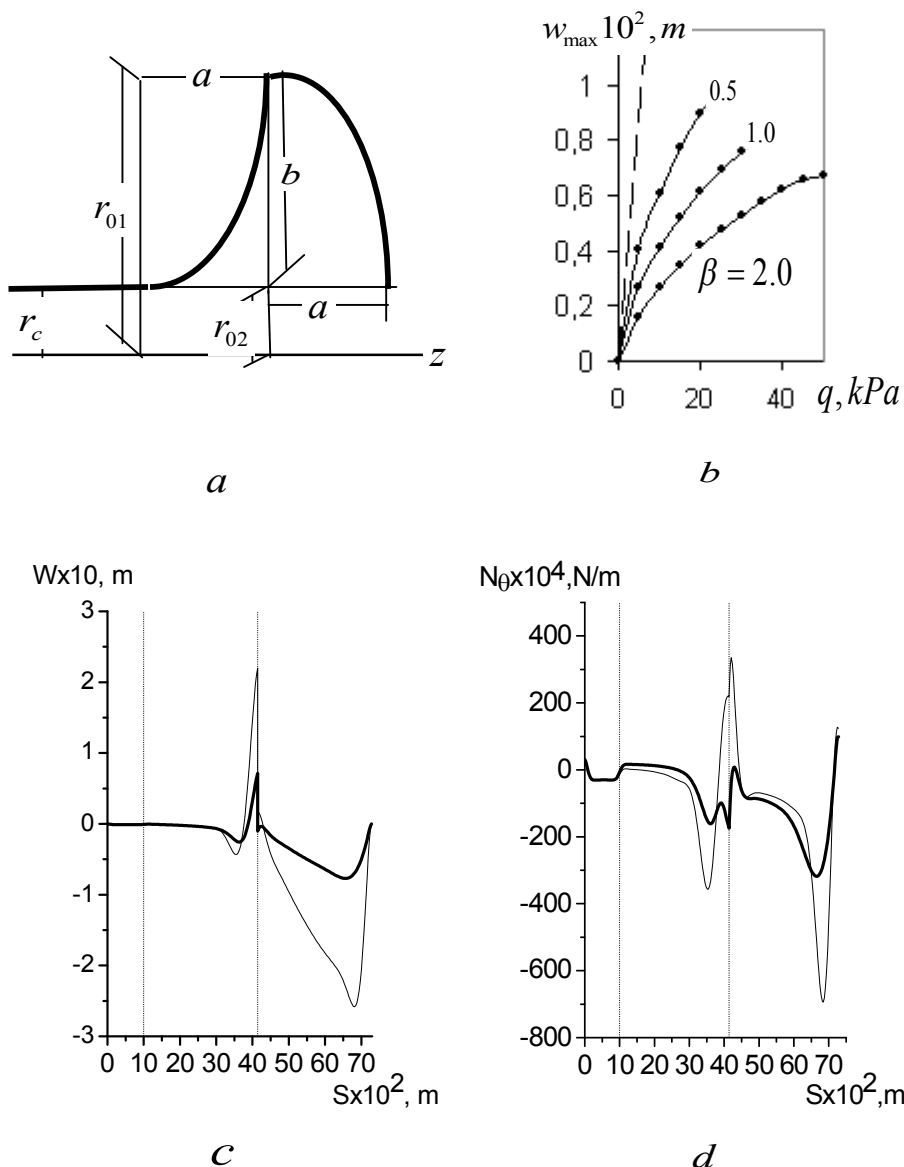 a
b
r01
rc
r02
a
z
a
wmax 10², m
1
0,8
0,6
0,4
0,2
0
0.5
1.0
β = 2.0
0 20 40 q, kPa
b
Wx10, m
3
2
1
0
-1
-2
-3
0 10 20 30 40 50 60 70
Sx10², m
c
Nθx10⁴,N/m
400
200
0
-200
-400
-600
-800
0 10 20 30 40 50 60 70
Sx10²,m
d